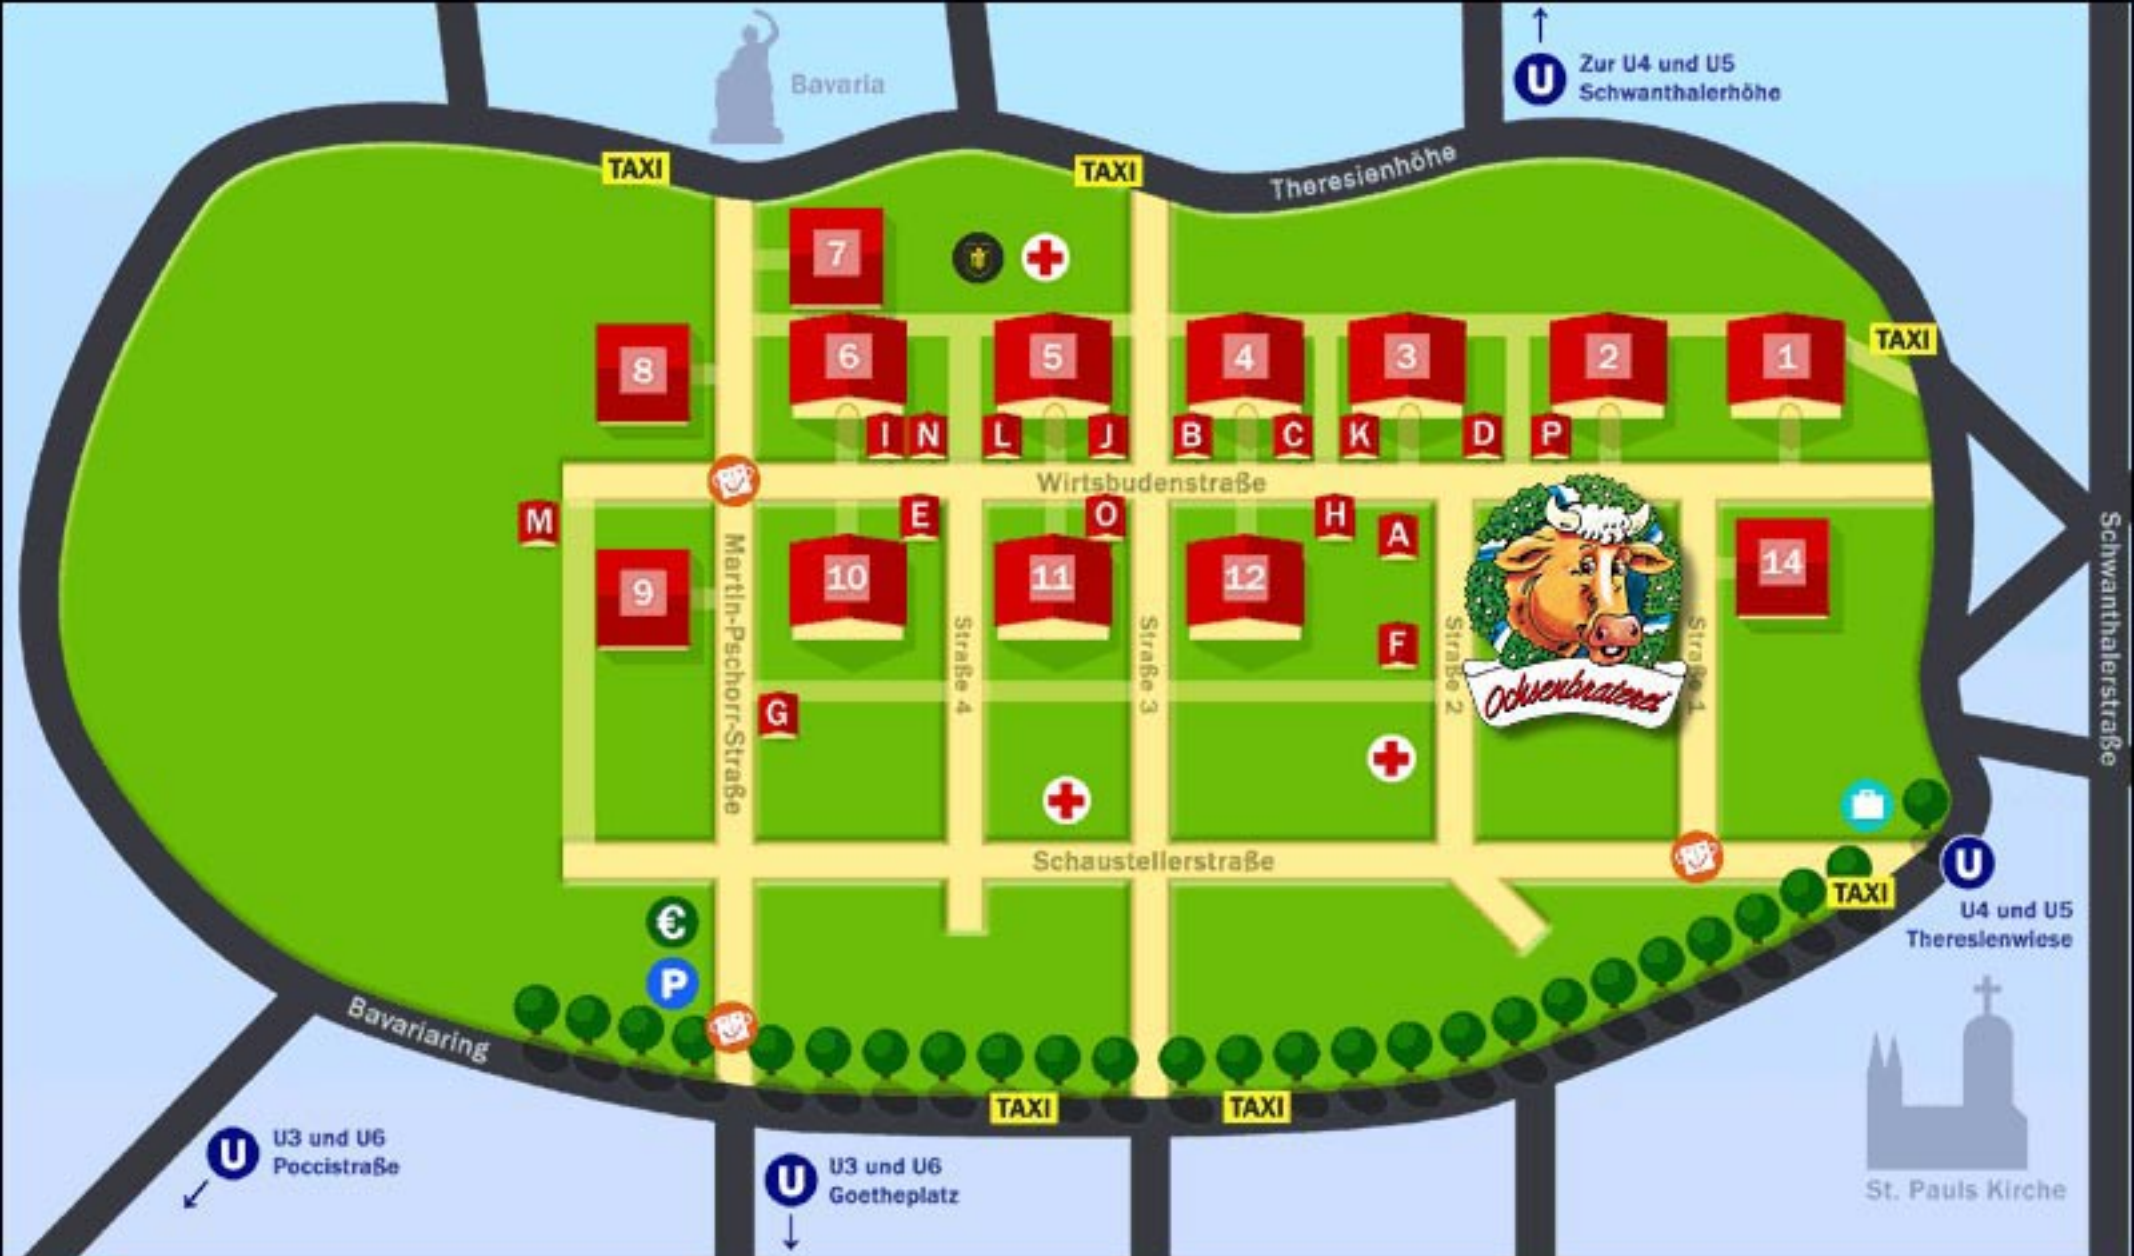 Bavaria
U
Zur U4 und U5
Schwanthalerhöhe
TAXI
TAXI
Theresienhöhe
7
8
6
5
4
3
2
1
TAXI
I
N
L
J
B
C
K
D
P
Wirtsbudenstraße
M
E
O
H
A
9
10
11
12
14
F
G
Martin-Pschorr-Straße
Straße 4
Straße 3
Straße 2
Straße 1
Ochsenbraterei
Schwanthalerstraße
Schaustellerstraße
€
P
TAXI
U
U4 und U5
Theresienwiese
Bavariaring
TAXI
TAXI
U
U3 und U6
Poccistraße
U
U3 und U6
Goetheplatz
St. Pauls Kirche